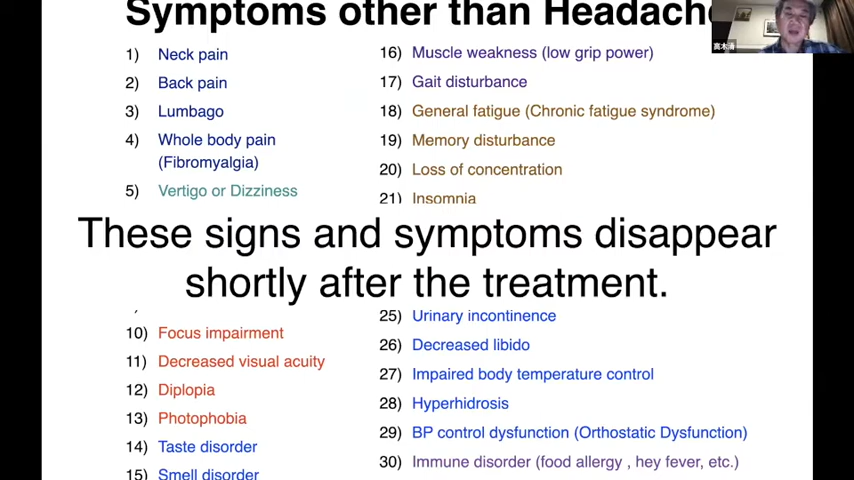 Symptoms other than Headache
1) Neck pain
2) Back pain
3) Lumbago
4) Whole body pain
(Fibromyalgia)
5) Vertigo or Dizziness
16) Muscle weakness (low grip power)
17) Gait disturbance
18) General fatigue (Chronic fatigue syndrome)
19) Memory disturbance
20) Loss of concentration
21) Insomnia
These signs and symptoms disappear
shortly after the treatment.
10) Focus impairment
11) Decreased visual acuity
12) Diplopia
13) Photophobia
14) Taste disorder
15) Smell disorder
25) Urinary incontinence
26) Decreased libido
27) Impaired body temperature control
28) Hyperhidrosis
29) BP control dysfunction (Orthostatic Dysfunction)
30) Immune disorder (food allergy , hey fever, etc.)